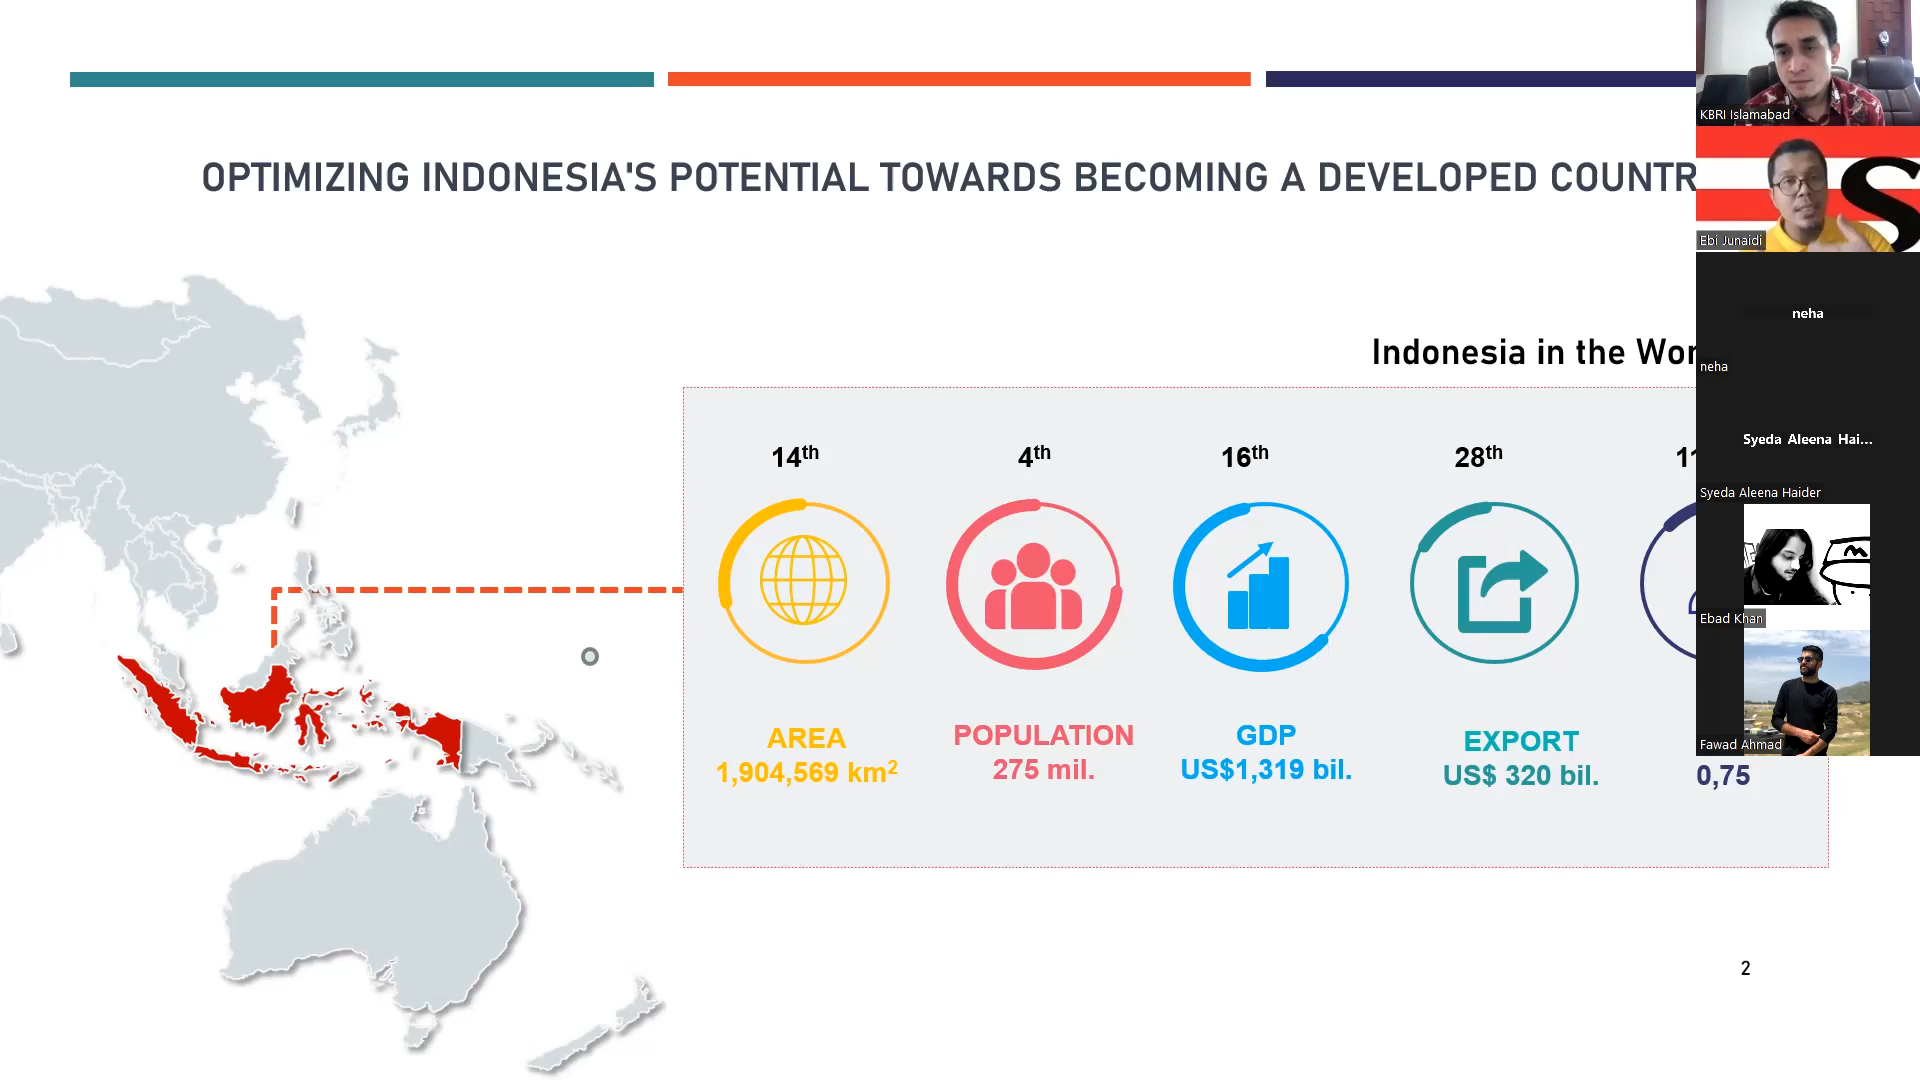 OPTIMIZING INDONESIA'S POTENTIAL TOWARDS BECOMING A DEVELOPED COUNTR
Indonesia in the Wor
14th
4th
16th
28th
AREA
1,904,569 km²
POPULATION
275 mil.
GDP
US$1,319 bil.
EXPORT
US$ 320 bil.
0,75
2
KBRI Islamabad
S
Ebi Junaidi
neha
neha
Syeda Aleena Hai...
Syeda Aleena Haider
Ebad Khan
Fawad Ahmad